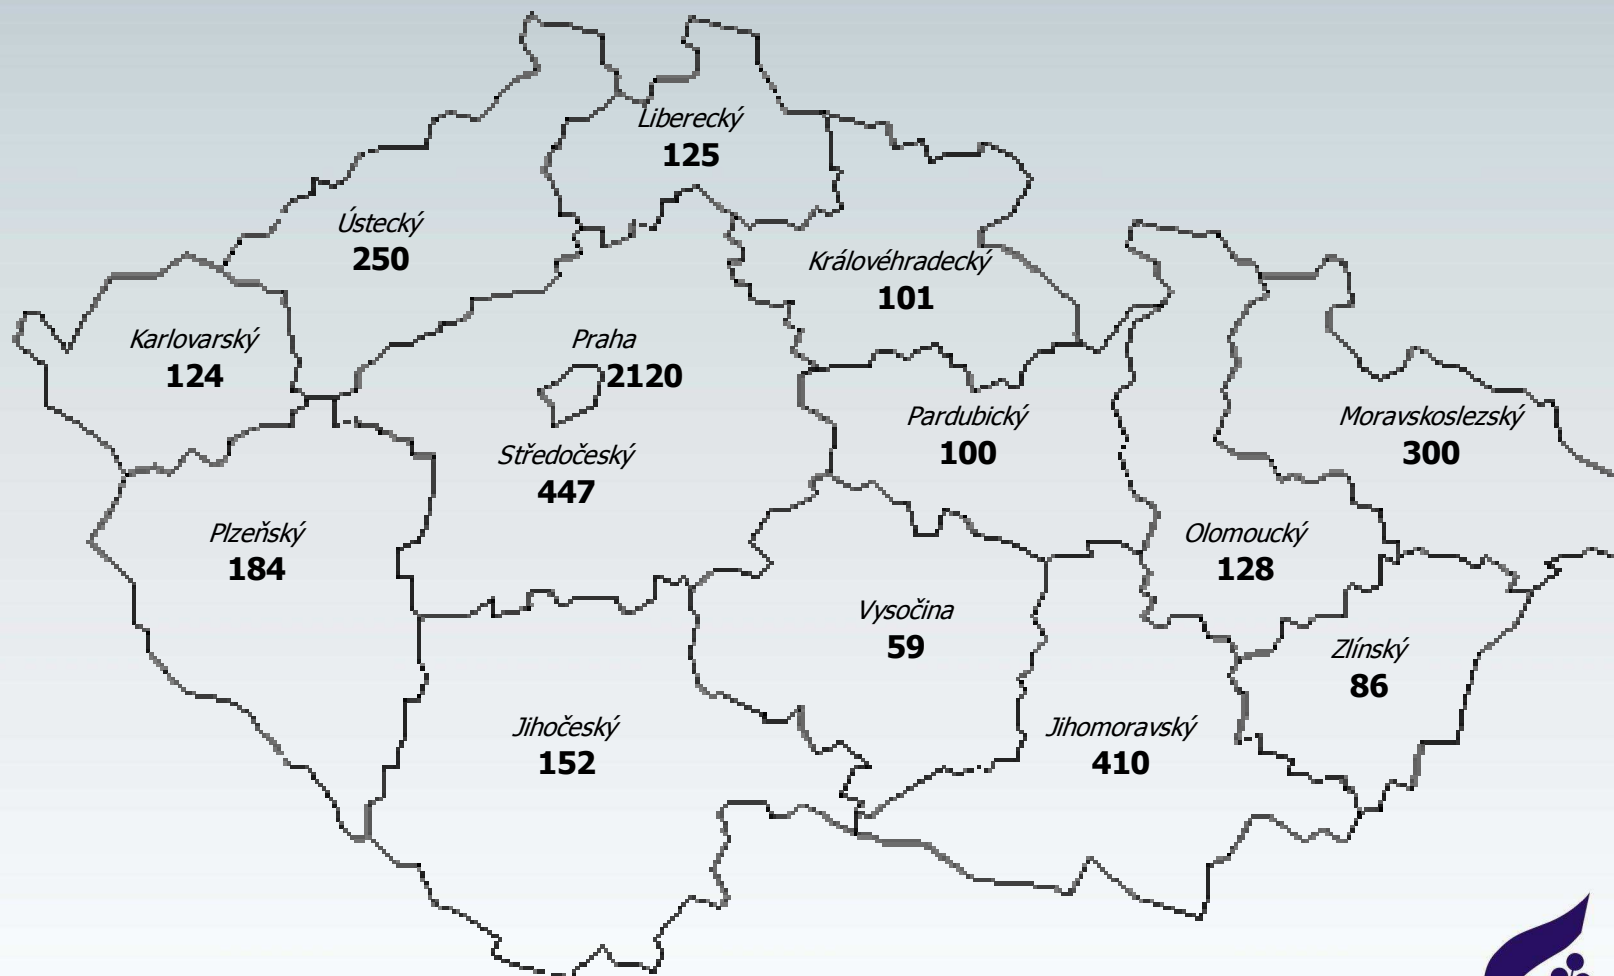 Liberecký
125
Ústecký
250
Královéhradecký
101
Karlovarský
124
Praha
2120
Pardubický
100
Moravskoslezský
300
Středočeský
447
Plzeňský
184
Olomoucký
128
Vysočina
59
Zlínský
86
Jihočeský
152
Jihomoravský
410